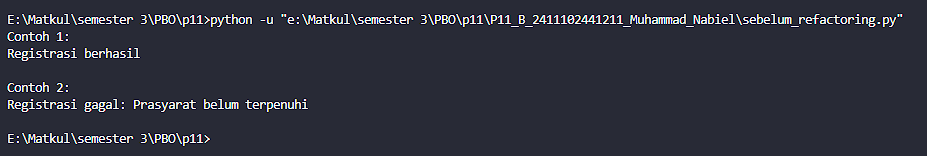 E:\Matkul\semester 3\PBO\p11>python -u "e:\Matkul\semester 3\PBO\p11\P11_B_2411102441211_Muhammad_Nabiel\sebelum_refactoring.py"
Contoh 1:
Registrasi berhasil
Contoh 2:
Registrasi gagal: Prasyarat belum terpenuhi
E:\Matkul\semester 3\PBO\p11>